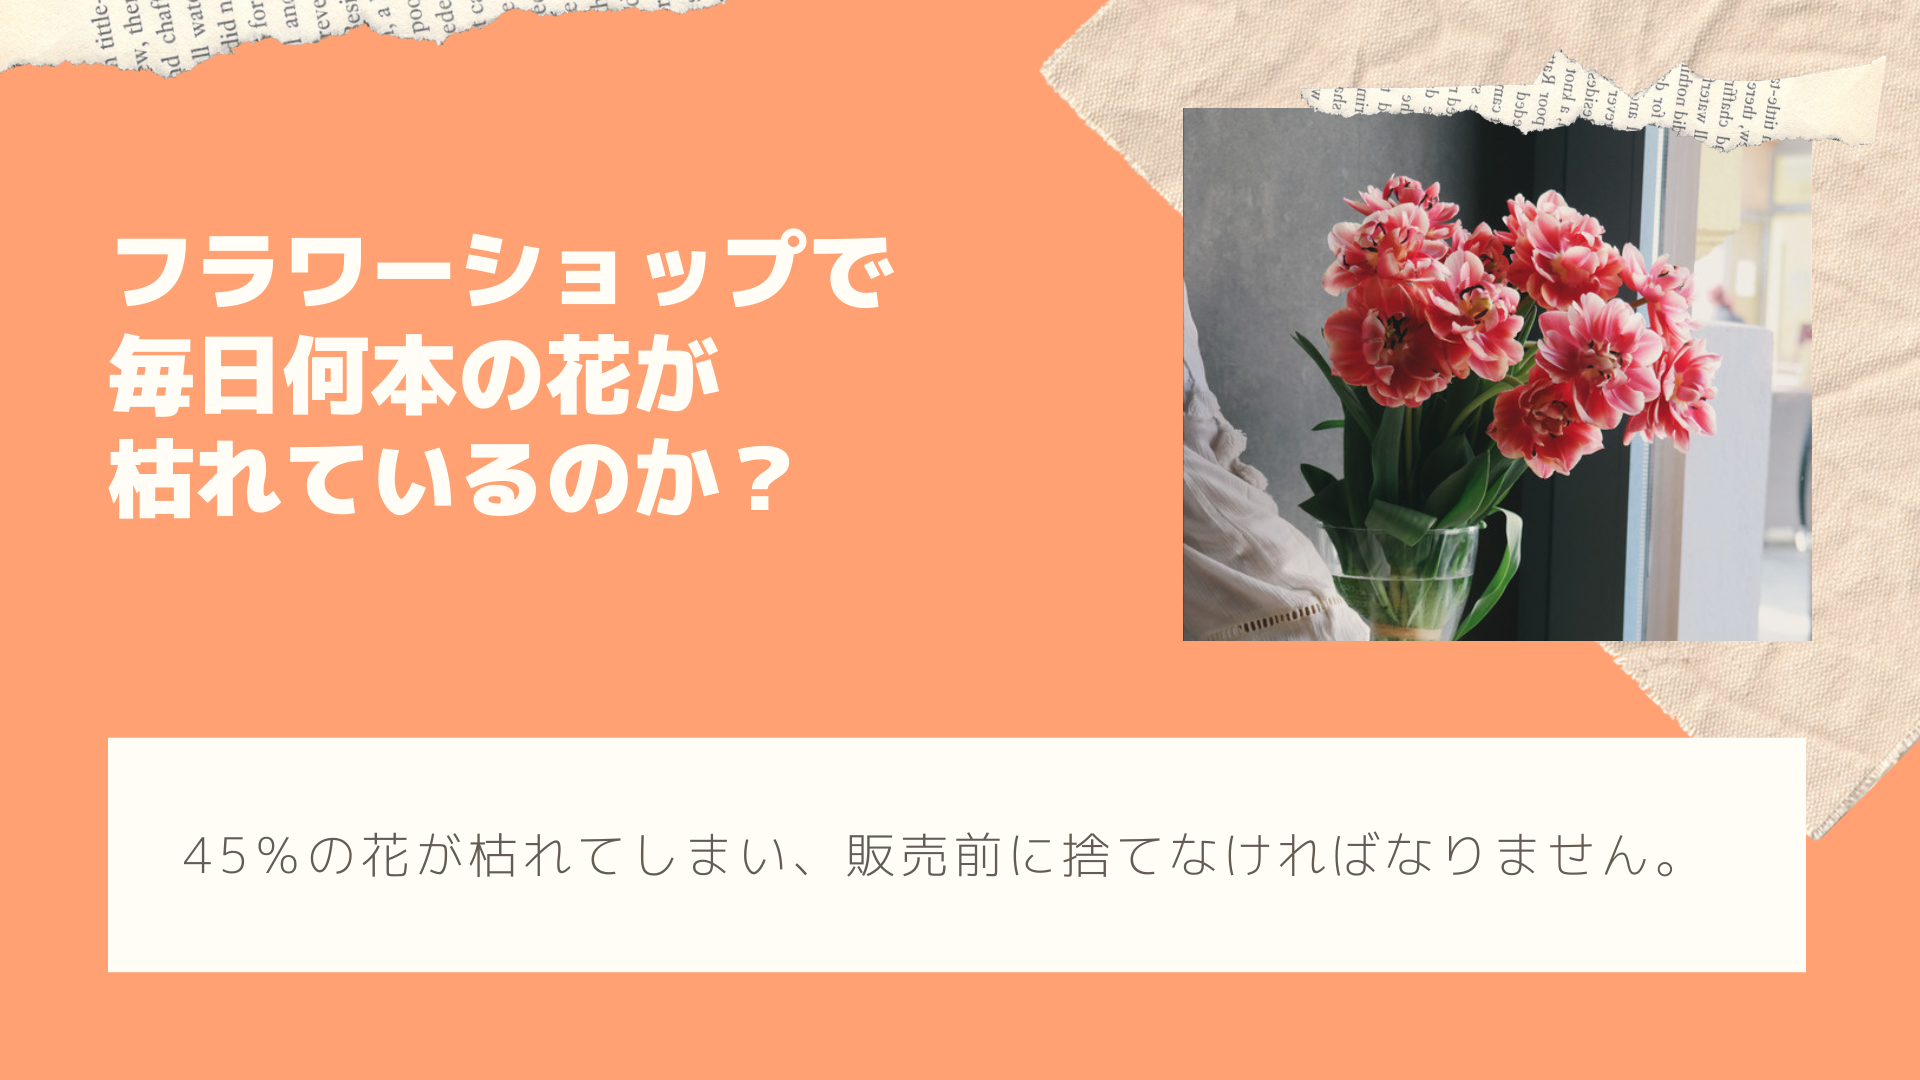 フラワーショップで
毎日何本の花が
枯れているのか？
45％の花が枯れてしまい、販売前に捨てなければなりません。